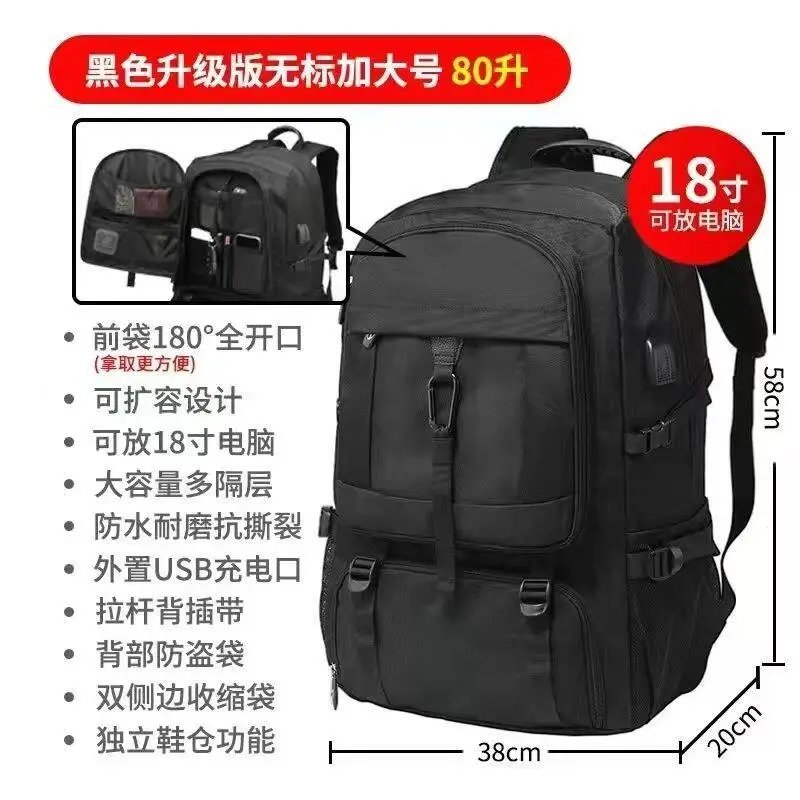 黑色升级版无标加大号 80升
18寸
可放电脑
前袋180°全开口
(拿取更方便)
可扩容设计
可放18寸电脑
大容量多隔层
防水耐磨抗撕裂
外置USB充电口
拉杆背插带
背部防盗袋
双侧边收缩袋
独立鞋仓功能
58cm
38cm
20cm